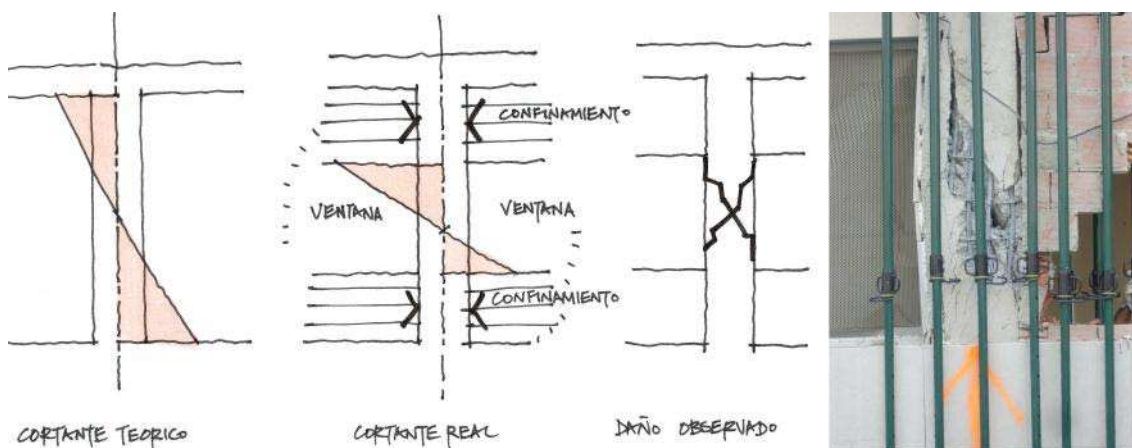 CONFINAMIENTO
VENTANA
VENTANA
CONFINAMIENTO
CORTANTE TEORICO
CORTANTE REAL
DAÑO OBSERVADO